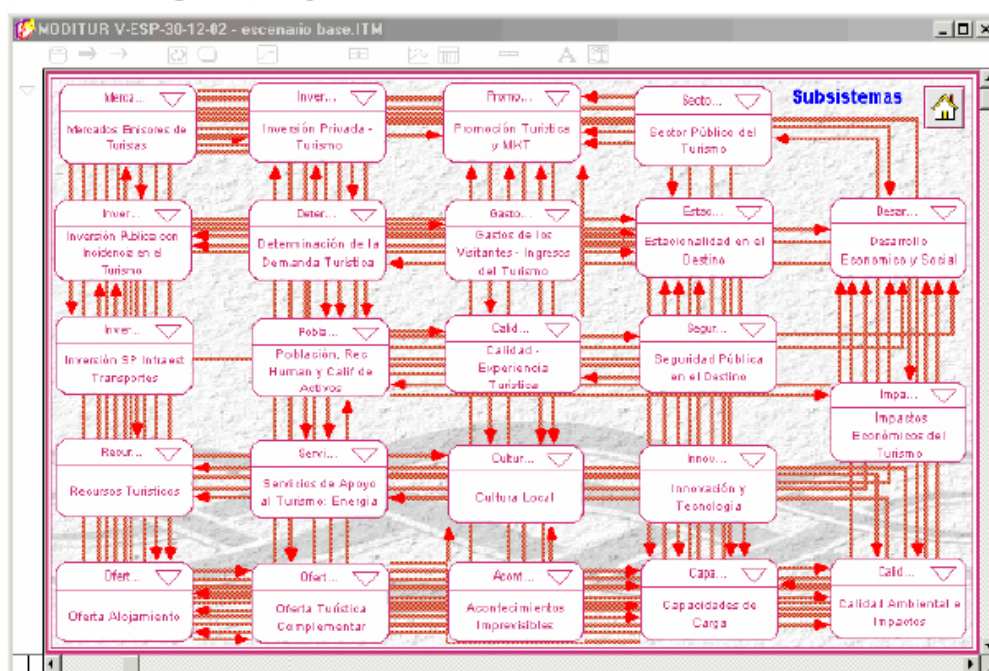 MODITUR V-ESP-30-12-02 - escenario base.ITM
A
Subsistemas
Merca...
Mercados Emisores de
Turistas
Inver...
Inversión Privada -
Turismo
Promo...
Promoción Turística
y MKT
Secto...
Sector Público del
Turismo
Inver...
Inversión Pública con
Incidencia en el
Turismo
Deter...
Determinación de la
Demanda Turística
Gasto...
Gastos de los
Visitantes - Ingresos
del Turismo
Estac...
Estacionalidad en el
Destino
Desar...
Desarrollo
Economico y Social
Inver...
Inversión SP Infraest
Transportes
Pobla...
Población, Rec
Human y Calif de
Activos
Calid...
Calidad -
Experiencia
Turística
Segur...
Seguridad Pública
en el Destino
Impa...
Impactos
Económicos del
Turismo
Recur...
Recursos Turísticos
Servi...
Servicios de Apoyo
al Turismo: Energía
Cultur...
Cultura Local
Innov...
Innovación y
Tecnología
Ofert...
Oferta Alojamiento
Ofert...
Oferta Turística
Complementar
Acont...
Acontecimientos
Imprevisibles
Capa...
Capacidades de
Carga
Calid...
Calidad Ambiental e
Impactos